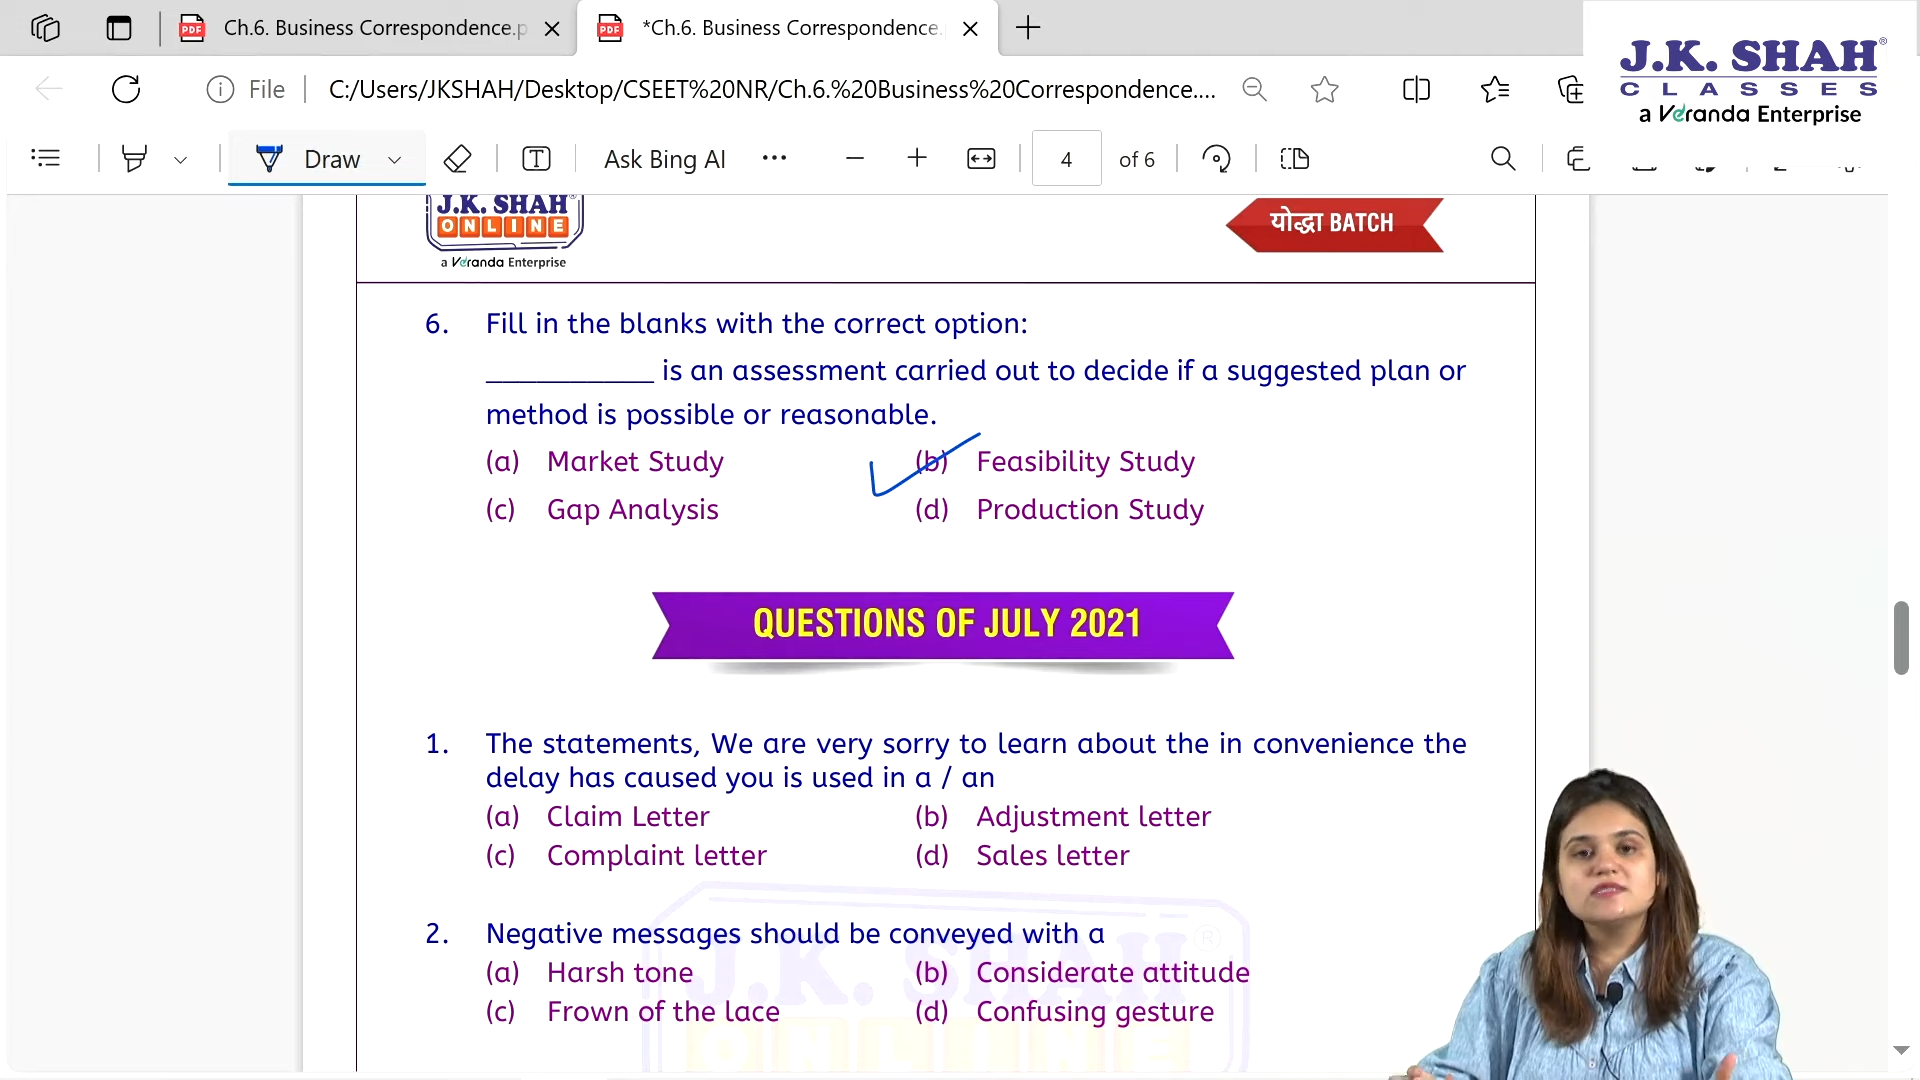 Ch.6. Business Correspondence.p
*Ch.6. Business Correspondence.
J.K. SHAH®
CLASSES
a Veranda Enterprise
File
C:/Users/JKSHAH/Desktop/CSEET%20NR/Ch.6.%20Business%20Correspondence....
Draw
Ask Bing AI
4 of 6
J.K. SHAH
ONLINE
a Veranda Enterprise
योद्धा BATCH
6. Fill in the blanks with the correct option:
____________ is an assessment carried out to decide if a suggested plan or
method is possible or reasonable.
(a) Market Study (b) Feasibility Study
(c) Gap Analysis (d) Production Study
QUESTIONS OF JULY 2021
1. The statements, We are very sorry to learn about the in convenience the
delay has caused you is used in a / an
(a) Claim Letter (b) Adjustment letter
(c) Complaint letter (d) Sales letter
2. Negative messages should be conveyed with a
(a) Harsh tone (b) Considerate attitude
(c) Frown of the lace (d) Confusing gesture
J.K. SHAH®
ONLINE